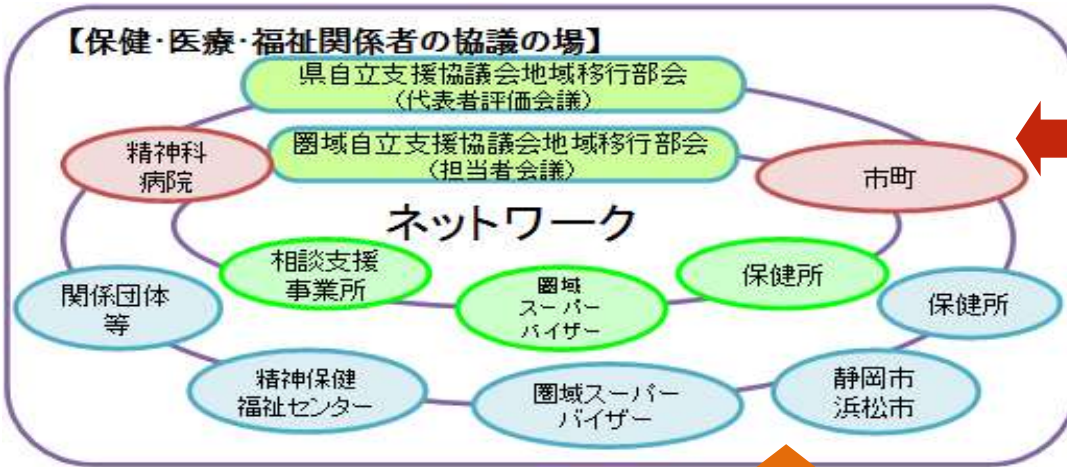 【保健・医療・福祉関係者の協議の場】
県自立支援協議会地域移行部会
(代表者評価会議)
精神科
病院
圏域自立支援協議会地域移行部会
(担当者会議)
市町
ネットワーク
相談支援
事業所
圏域
スーパー
バイザー
保健所
関係団体
等
保健所
精神保健
福祉センター
圏域スーパー
バイザー
静岡市
浜松市